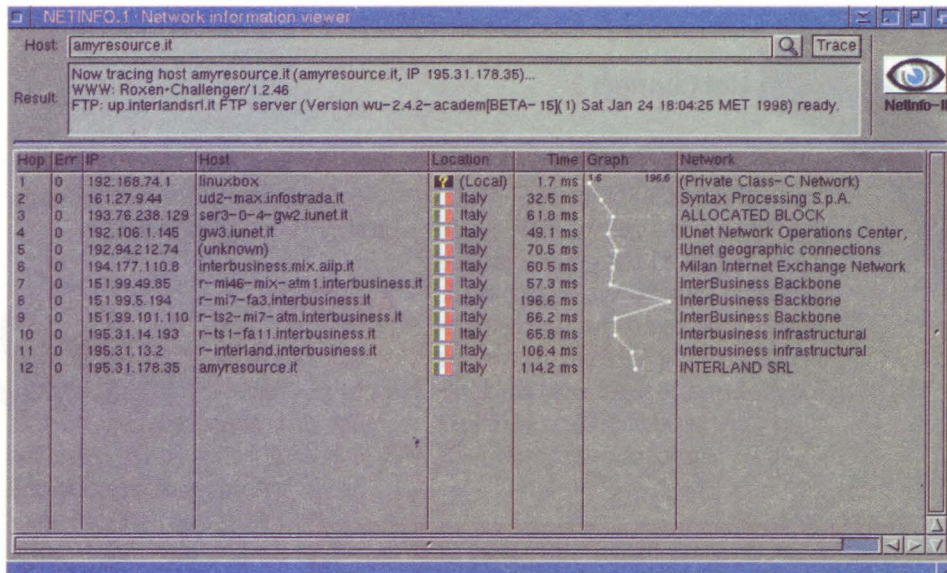 NETINFO.1 · Network information viewer
Host: amyresource.it Trace
Result: Now tracing host amyresource.it (amyresource.it, IP 195.31.178.35)...
WWW: Roxen-Challenger/1.2.46
FTP: up.interlandsrl.it FTP server (Version wu-2.4.2-academ[BETA-15](1) Sat Jan 24 18:04:25 MET 1998) ready.
Hop Err IP Host Location Time Graph Network
1 0 192.168.74.1 linuxbox ? (Local) 1.7 ms 1.6 196.6 (Private Class-C Network)
2 0 161.27.9.44 ud2-max.infostrada.it Italy 32.5 ms Syntax Processing S.p.A.
3 0 193.76.238.129 ser3-0-4-gw2.iunet.it Italy 61.8 ms ALLOCATED BLOCK
4 0 192.106.1.145 gw3.iunet.it Italy 49.1 ms IUnet Network Operations Center,
5 0 192.94.212.74 (unknown) Italy 70.5 ms IUnet geographic connections
6 0 194.177.110.8 interbusiness.mix.aiip.it Italy 60.5 ms Milan Internet Exchange Network
7 0 151.99.49.85 r-mi46-mix-atm1.interbusiness.it Italy 57.3 ms InterBusiness Backbone
8 0 151.99.5.194 r-mi7-fa3.interbusiness.it Italy 196.6 ms InterBusiness Backbone
9 0 151.99.101.110 r-ts2-mi7-atm.interbusiness.it Italy 66.2 ms InterBusiness Backbone
10 0 195.31.14.193 r-ts1-fa11.interbusiness.it Italy 65.8 ms Interbusiness infrastructural
11 0 195.31.13.2 r-interland.interbusiness.it Italy 106.4 ms Interbusiness infrastructural
12 0 195.31.178.35 amyresource.it Italy 114.2 ms INTERLAND SRL